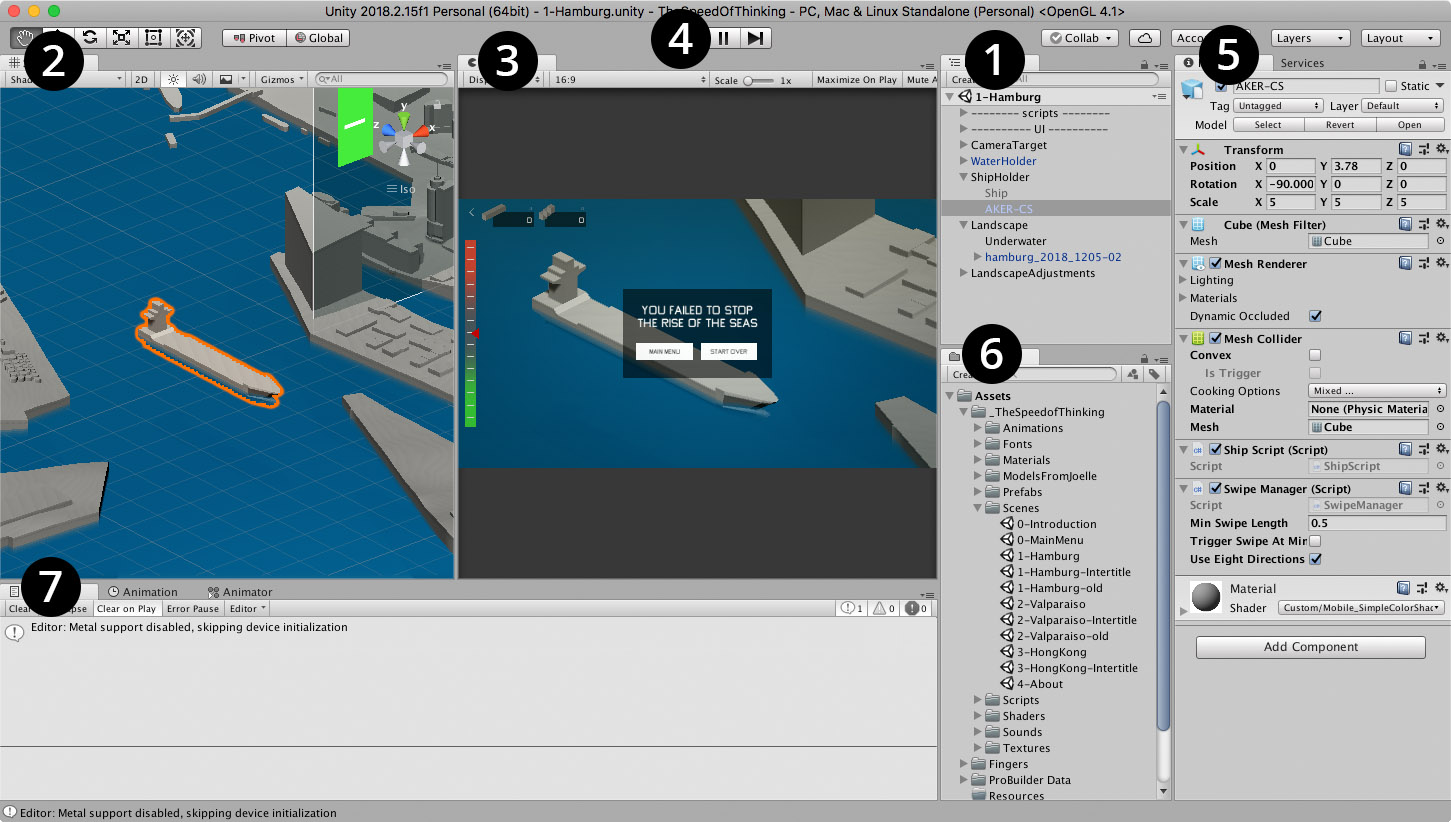 Unity 2018.2.15f1 Personal (64bit) - 1-Hamburg.unity - TheSpeedOfThinking - PC, Mac & Linux Standalone (Personal) <OpenGL 4.1>
Pivot Global
4
Collab
Layers Layout
2
2D Gizmos All
3
16:9 Scale 1x Maximize On Play Mute A
y
z x
Iso
0 0
YOU FAILED TO STOP
THE RISE OF THE SEAS
MAIN MENU START OVER
1
All
1-Hamburg
-------- scripts --------
---------- UI ----------
CameraTarget
WaterHolder
ShipHolder
Ship
AKER-CS
Landscape
Underwater
hamburg_2018_1205-02
LandscapeAdjustments
6
Assets
_TheSpeedofThinking
Animations
Fonts
Materials
ModelsFromJoelle
Prefabs
Scenes
0-Introduction
0-MainMenu
1-Hamburg
1-Hamburg-Intertitle
1-Hamburg-old
2-Valparaiso
2-Valparaiso-Intertitle
2-Valparaiso-old
3-HongKong
3-HongKong-Intertitle
4-About
Scripts
Shaders
Sounds
Textures
Fingers
ProBuilder Data
Resources
5
Services
AKER-CS Static
Tag Untagged Layer Default
Model Select Revert Open
Transform
Position X 0 Y 3.78 Z 0
Rotation X -90.000 Y 0 Z 0
Scale X 5 Y 5 Z 5
Cube (Mesh Filter)
Mesh Cube
Mesh Renderer
Lighting
Materials
Dynamic Occluded
Mesh Collider
Convex
Is Trigger
Cooking Options Mixed ...
Material None (Physic Materia
Mesh Cube
Ship Script (Script)
Script ShipScript
Swipe Manager (Script)
Script SwipeManager
Min Swipe Length 0.5
Trigger Swipe At Min
Use Eight Directions
Material
Shader Custom/Mobile_SimpleColorShac
Add Component
7
Animation Animator
Clear Clear on Play Error Pause Editor 1 0 0
Editor: Metal support disabled, skipping device initialization
Editor: Metal support disabled, skipping device initialization